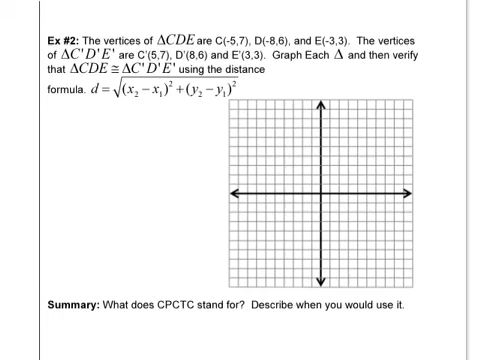 Ex #2: The vertices of ΔCDE are C(-5,7), D(-8,6), and E(-3,3). The vertices
of ΔC'D'E' are C'(5,7), D'(8,6) and E'(3,3). Graph Each Δ and then verify
that ΔCDE ≅ ΔC'D'E' using the distance
formula. d = √(x₂ − x₁)² + (y₂ − y₁)²
Summary: What does CPCTC stand for? Describe when you would use it.